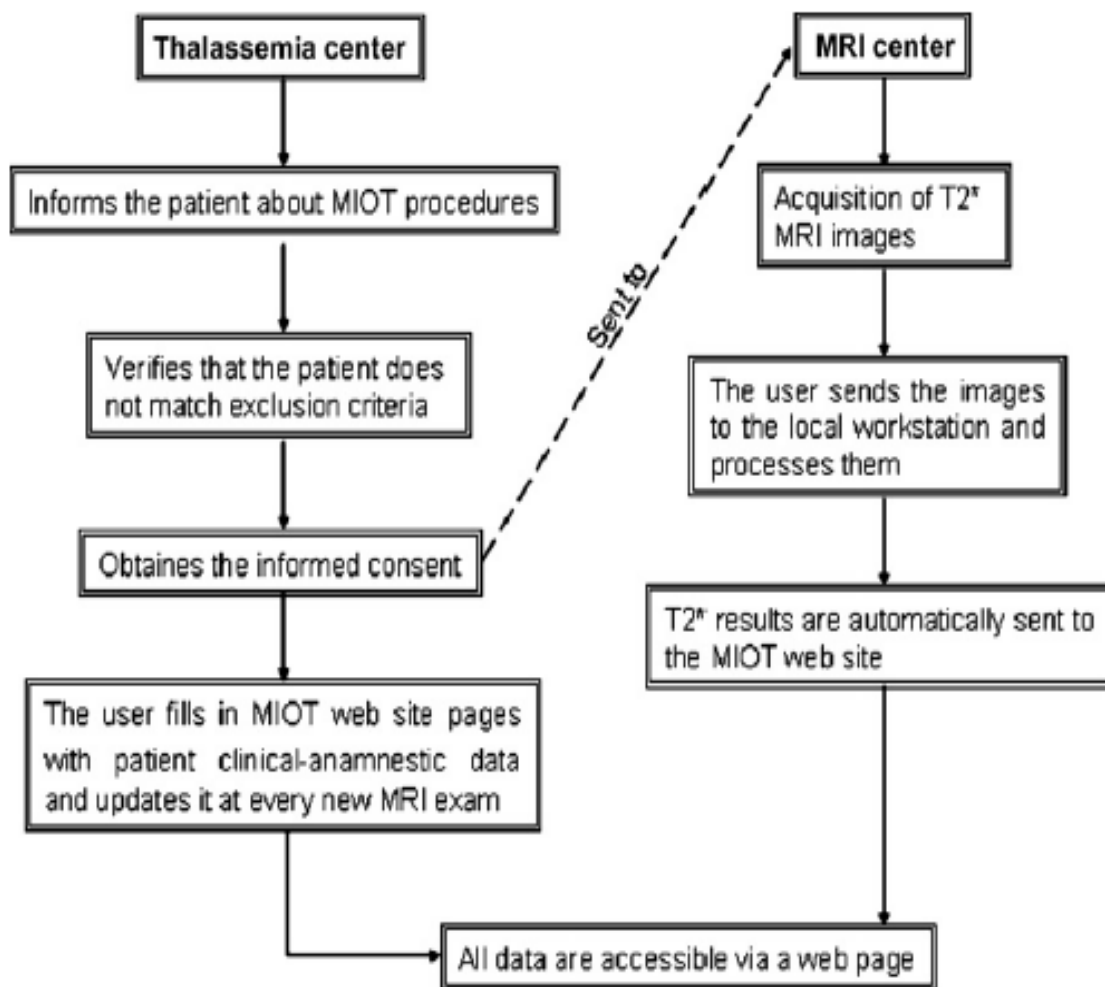 Thalassemia center
Informs the patient about MIOT procedures
Verifies that the patient does
not match exclusion criteria
Obtaines the informed consent
The user fills in MIOT web site pages
with patient clinical-anamnestic data
and updates it at every new MRI exam
Sent to
MRI center
Acquisition of T2*
MRI images
The user sends the images
to the local workstation and
processes them
T2* results are automatically sent to
the MIOT web site
All data are accessible via a web page